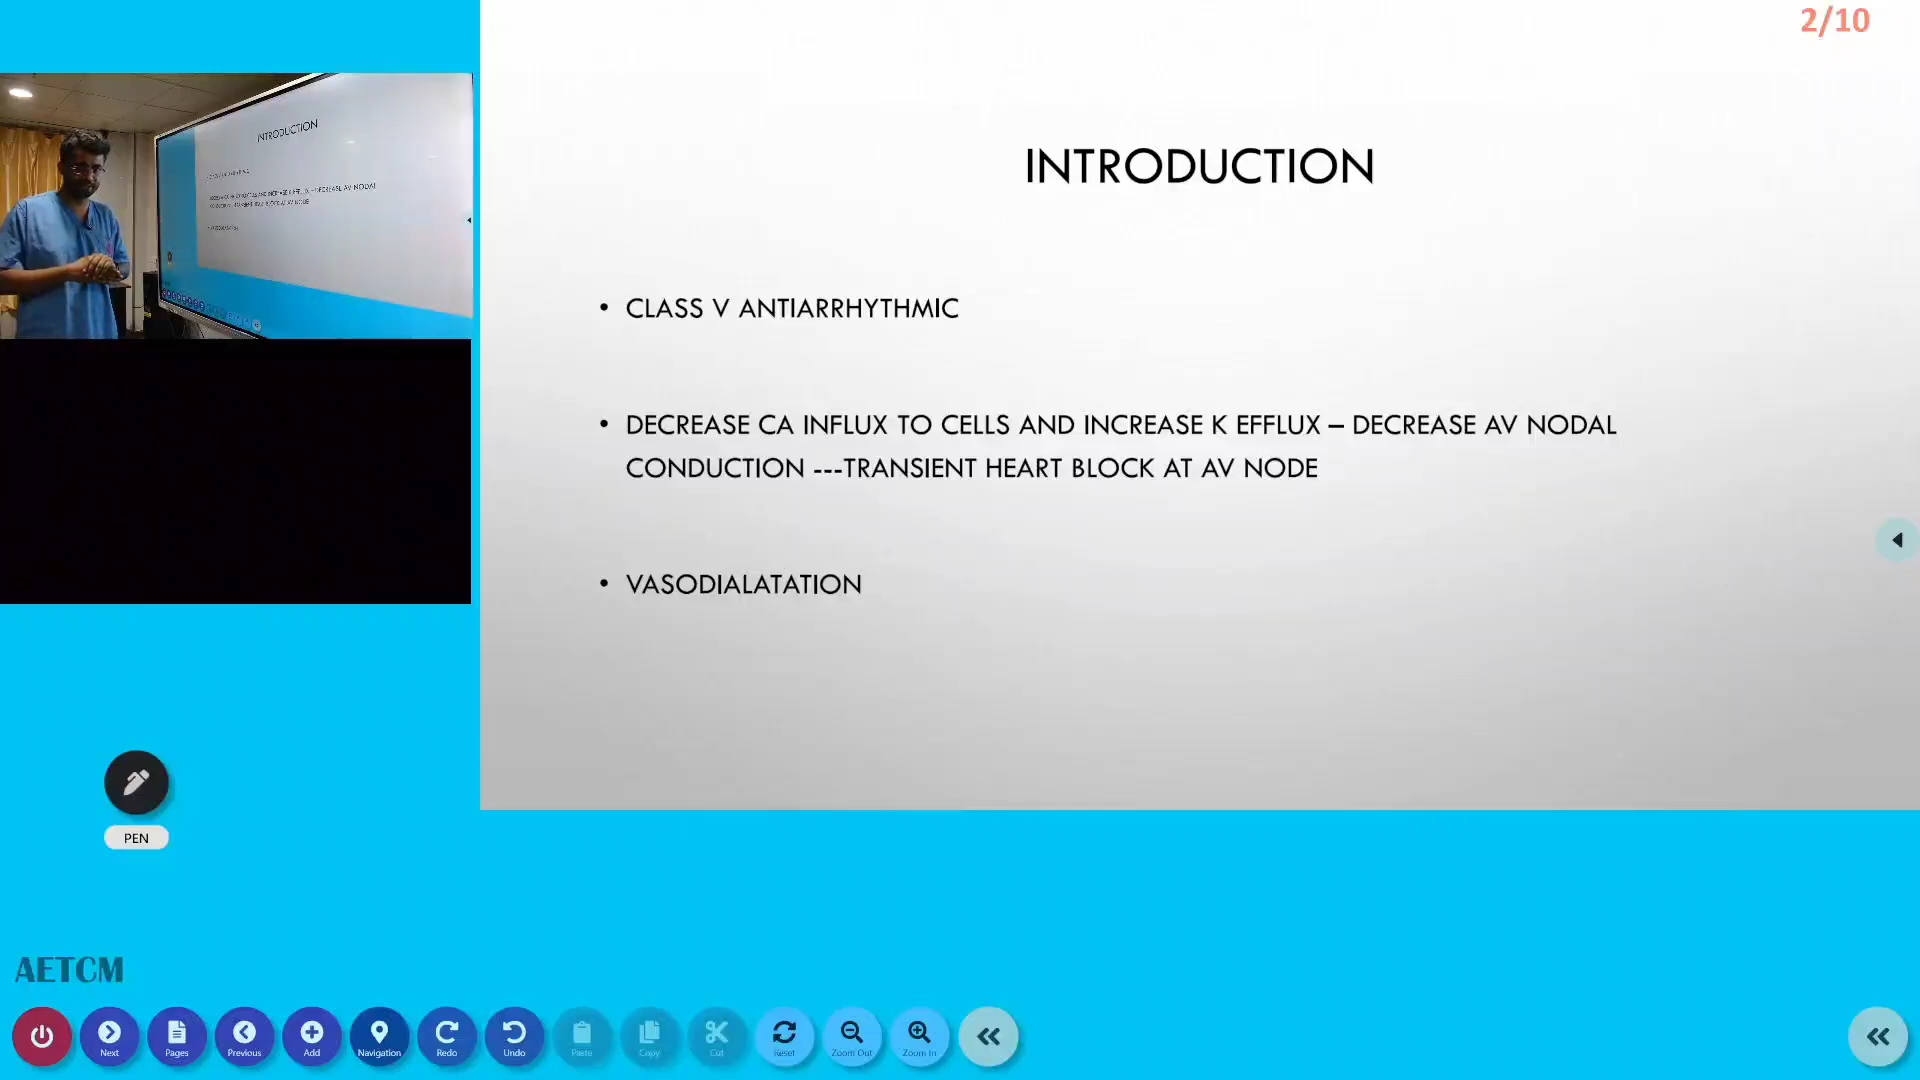 2/10
INTRODUCTION
• CLASS V ANTIARRHYTHMIC
• DECREASE CA INFLUX TO CELLS AND INCREASE K EFFLUX – DECREASE AV NODAL
CONDUCTION ---TRANSIENT HEART BLOCK AT AV NODE
• VASODIALATATION
INTRODUCTION
PEN
AETCM
Next Pages Previous Add Navigation Redo Undo Paste Copy Cut Reset Zoom Out Zoom In